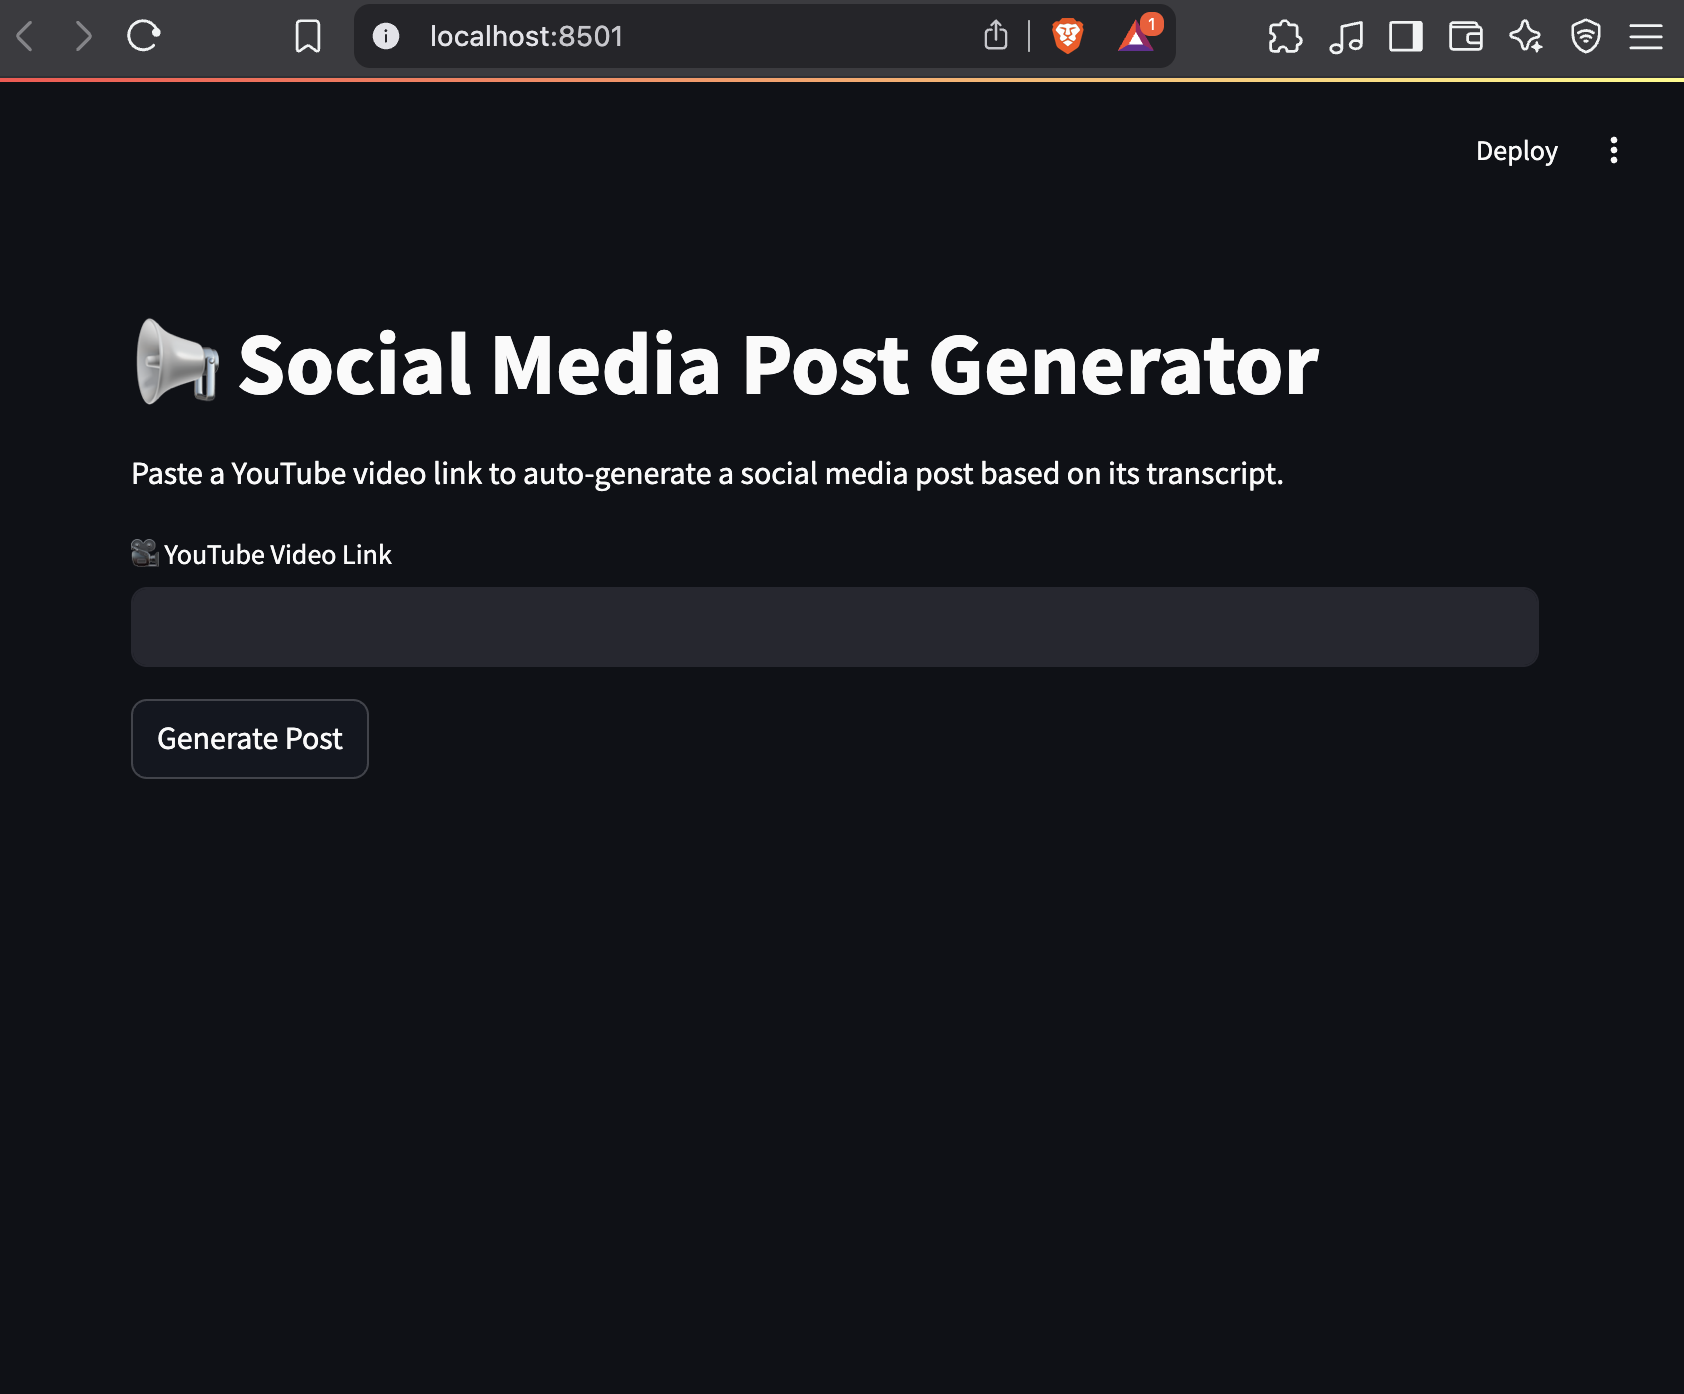 localhost:8501
1
Deploy
Social Media Post Generator
Paste a YouTube video link to auto-generate a social media post based on its transcript.
YouTube Video Link
Generate Post